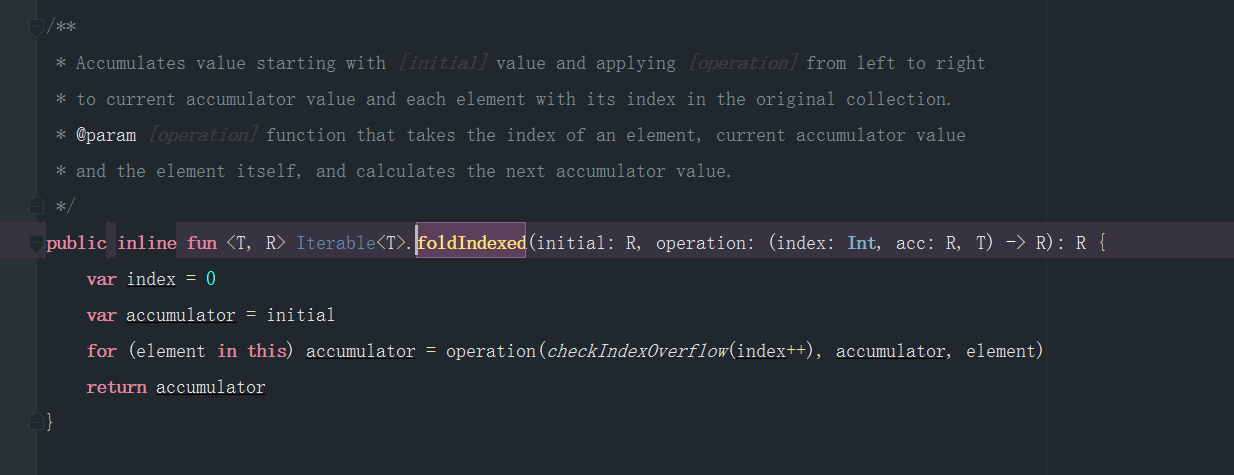 /**
 * Accumulates value starting with [initial] value and applying [operation] from left to right
 * to current accumulator value and each element with its index in the original collection.
 * @param [operation] function that takes the index of an element, current accumulator value
 * and the element itself, and calculates the next accumulator value.
 */
public inline fun <T, R> Iterable<T>.foldIndexed(initial: R, operation: (index: Int, acc: R, T) -> R): R {
    var index = 0
    var accumulator = initial
    for (element in this) accumulator = operation(checkIndexOverflow(index++), accumulator, element)
    return accumulator
}